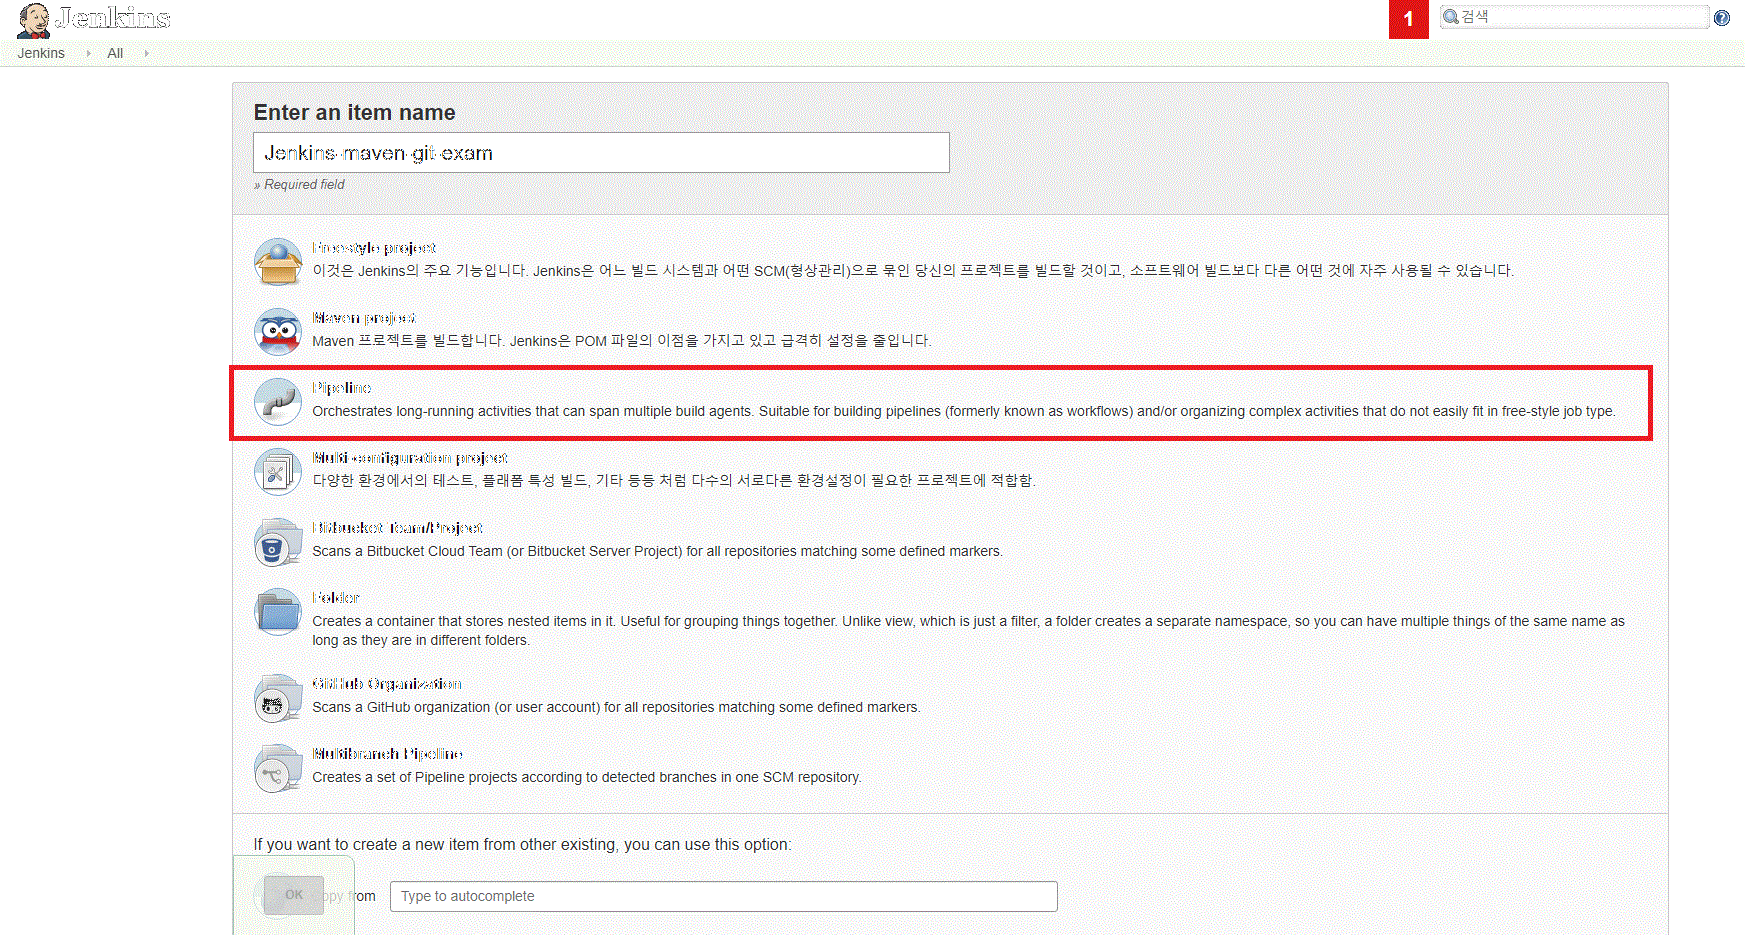 Jenkins
1
검색
Jenkins
All
Enter an item name
Jenkins-maven-git-exam
» Required field
Freestyle project
이것은 Jenkins의 주요 기능입니다. Jenkins은 어느 빌드 시스템과 어떤 SCM(형상관리)으로 묶인 당신의 프로젝트를 빌드할 것이고, 소프트웨어 빌드보다 다른 어떤 것에 자주 사용될 수 있습니다.
Maven project
Maven 프로젝트를 빌드합니다. Jenkins은 POM 파일의 이점을 가지고 있고 급격히 설정을 줄입니다.
Pipeline
Orchestrates long-running activities that can span multiple build agents. Suitable for building pipelines (formerly known as workflows) and/or organizing complex activities that do not easily fit in free-style job type.
Multi-configuration project
다양한 환경에서의 테스트, 플래폼 특성 빌드, 기타 등등 처럼 다수의 서로다른 환경설정이 필요한 프로젝트에 적합함.
Bitbucket Team/Project
Scans a Bitbucket Cloud Team (or Bitbucket Server Project) for all repositories matching some defined markers.
Folder
Creates a container that stores nested items in it. Useful for grouping things together. Unlike view, which is just a filter, a folder creates a separate namespace, so you can have multiple things of the same name as
long as they are in different folders.
GitHub Organization
Scans a GitHub organization (or user account) for all repositories matching some defined markers.
Multibranch Pipeline
Creates a set of Pipeline projects according to detected branches in one SCM repository.
If you want to create a new item from other existing, you can use this option:
OK
opy from
Type to autocomplete